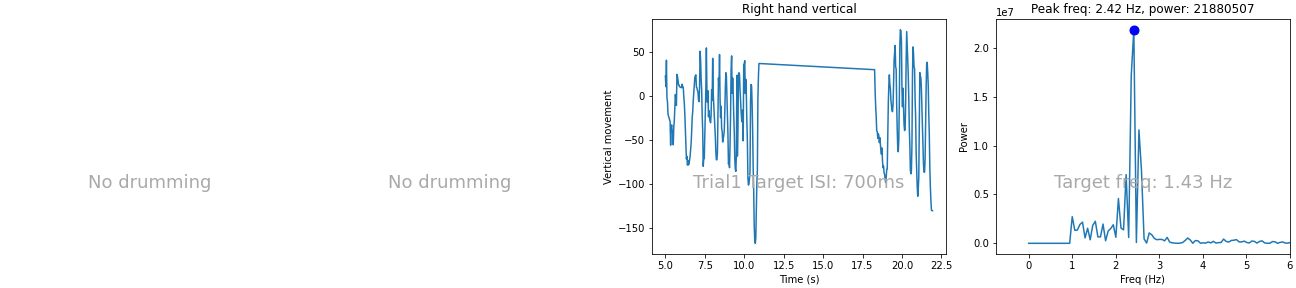 No drumming
No drumming
Right hand vertical
Vertical movement
50
0
−50
−100
−150
Trial1 Target ISI: 700ms
5.0 7.5 10.0 12.5 15.0 17.5 20.0 22.5
Time (s)
Peak freq: 2.42 Hz, power: 21880507
1e7
Power
2.0
1.5
1.0
0.5
0.0
Target freq: 1.43 Hz
0 1 2 3 4 5 6
Freq (Hz)